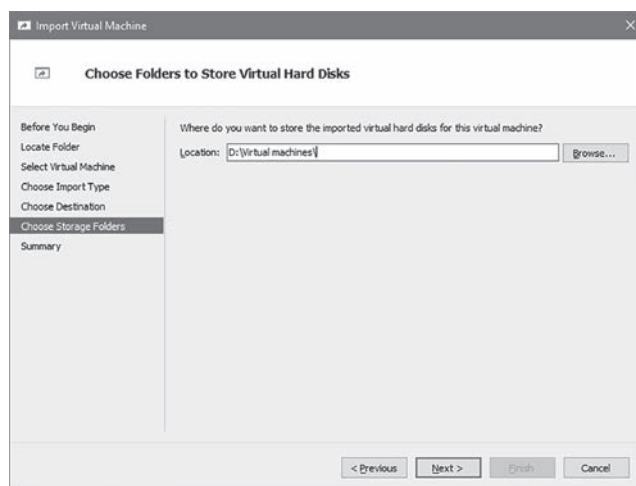 Import Virtual Machine
Choose Folders to Store Virtual Hard Disks
Before You Begin
Locate Folder
Select Virtual Machine
Choose Import Type
Choose Destination
Choose Storage Folders
Summary
Where do you want to store the imported virtual hard disks for this virtual machine?
Location: D:\Virtual machines\ Browse...
< Previous Next > Finish Cancel